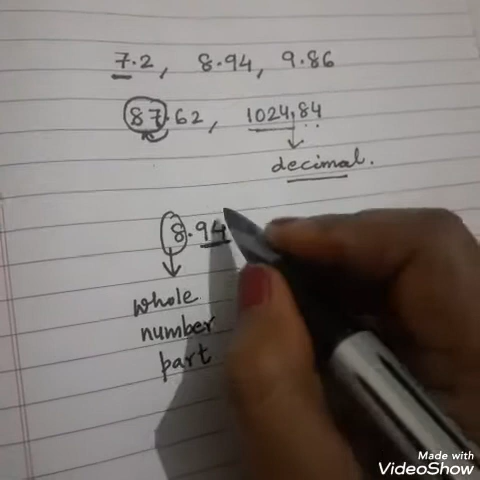 7.2, 8.94, 9.86
87.62, 1024.84
decimal.
8.94
whole
number
part
Made with
VideoShow